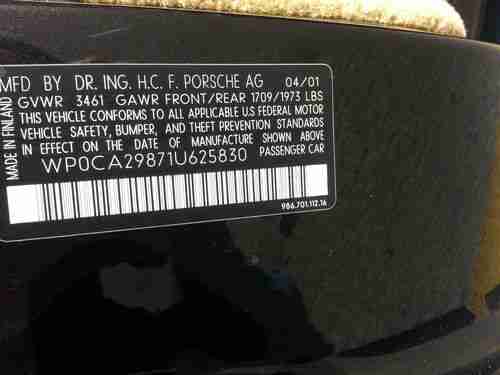 MFD BY DR. ING. H.C. F. PORSCHE AG 04/01
GVWR 3461 GAWR FRONT/REAR 1709/1973 LBS
THIS VEHICLE CONFORMS TO ALL APPLICABLE US FEDERAL MOTOR
VEHICLE SAFETY, BUMPER, AND THEFT PREVENTION STANDARDS
IN EFFECT ON THE DATE OF MANUFACTURE SHOWN ABOVE
WP0CA29871U625830 PASSENGER CAR
MADE IN FINLAND
986.701.112.16